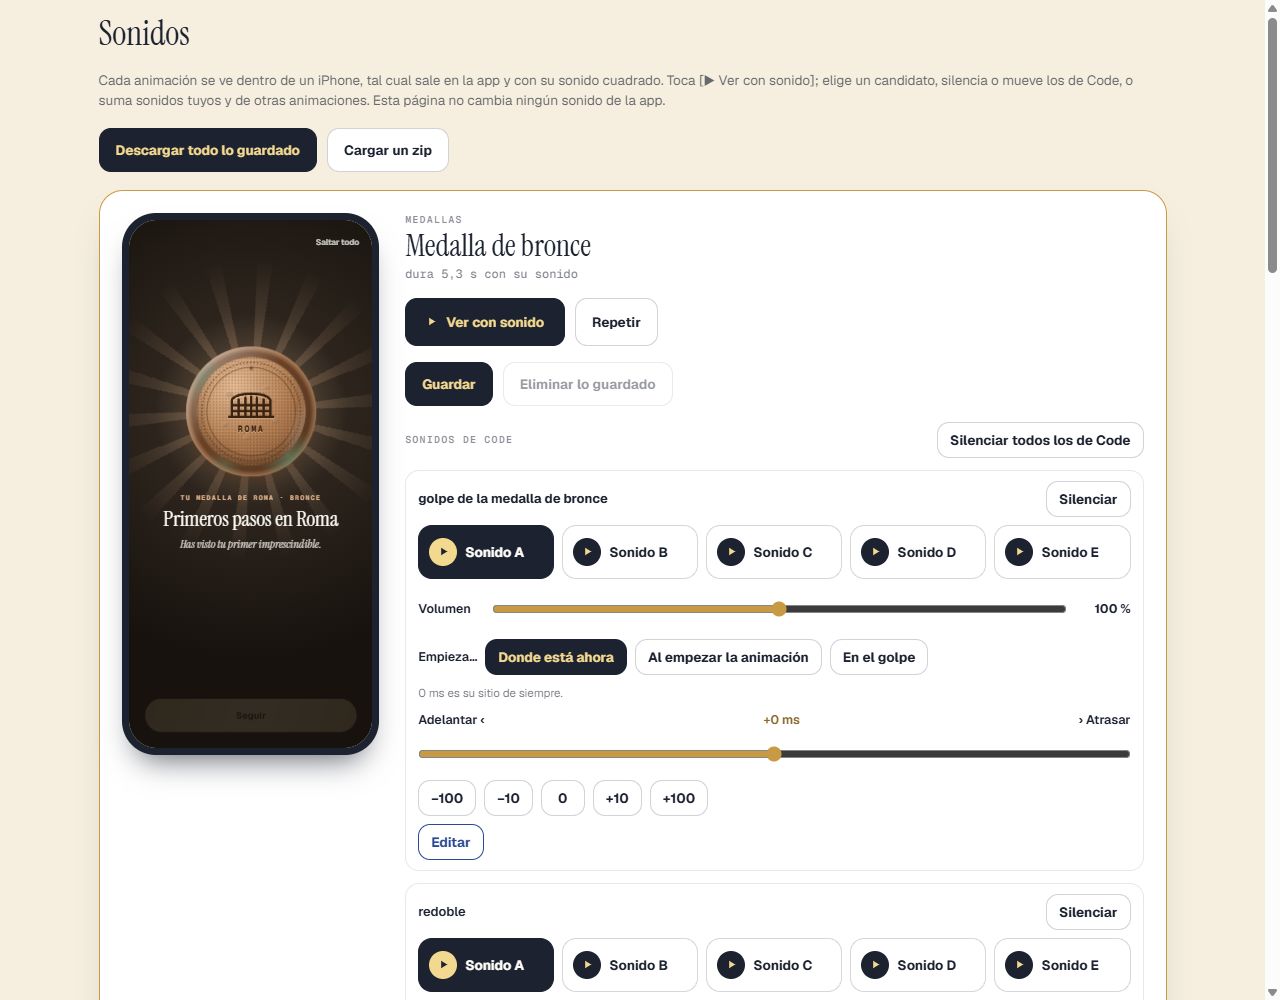 Sonidos
Cada animación se ve dentro de un iPhone, tal cual sale en la app y con su sonido cuadrado. Toca [▶ Ver con sonido]; elige un candidato, silencia o mueve los de Code, o
suma sonidos tuyos y de otras animaciones. Esta página no cambia ningún sonido de la app.
Descargar todo lo guardado
Cargar un zip
Saltar todo
ROMA
TU MEDALLA DE ROMA · BRONCE
Primeros pasos en Roma
Has visto tu primer imprescindible.
Seguir
MEDALLAS
Medalla de bronce
dura 5,3 s con su sonido
Ver con sonido
Repetir
Guardar
Eliminar lo guardado
SONIDOS DE CODE
Silenciar todos los de Code
golpe de la medalla de bronce
Silenciar
Sonido A
Sonido B
Sonido C
Sonido D
Sonido E
Volumen
100 %
Empieza...
Donde está ahora
Al empezar la animación
En el golpe
0 ms es su sitio de siempre.
Adelantar ‹
+0 ms
› Atrasar
−100
−10
0
+10
+100
Editar
redoble
Silenciar
Sonido A
Sonido B
Sonido C
Sonido D
Sonido E